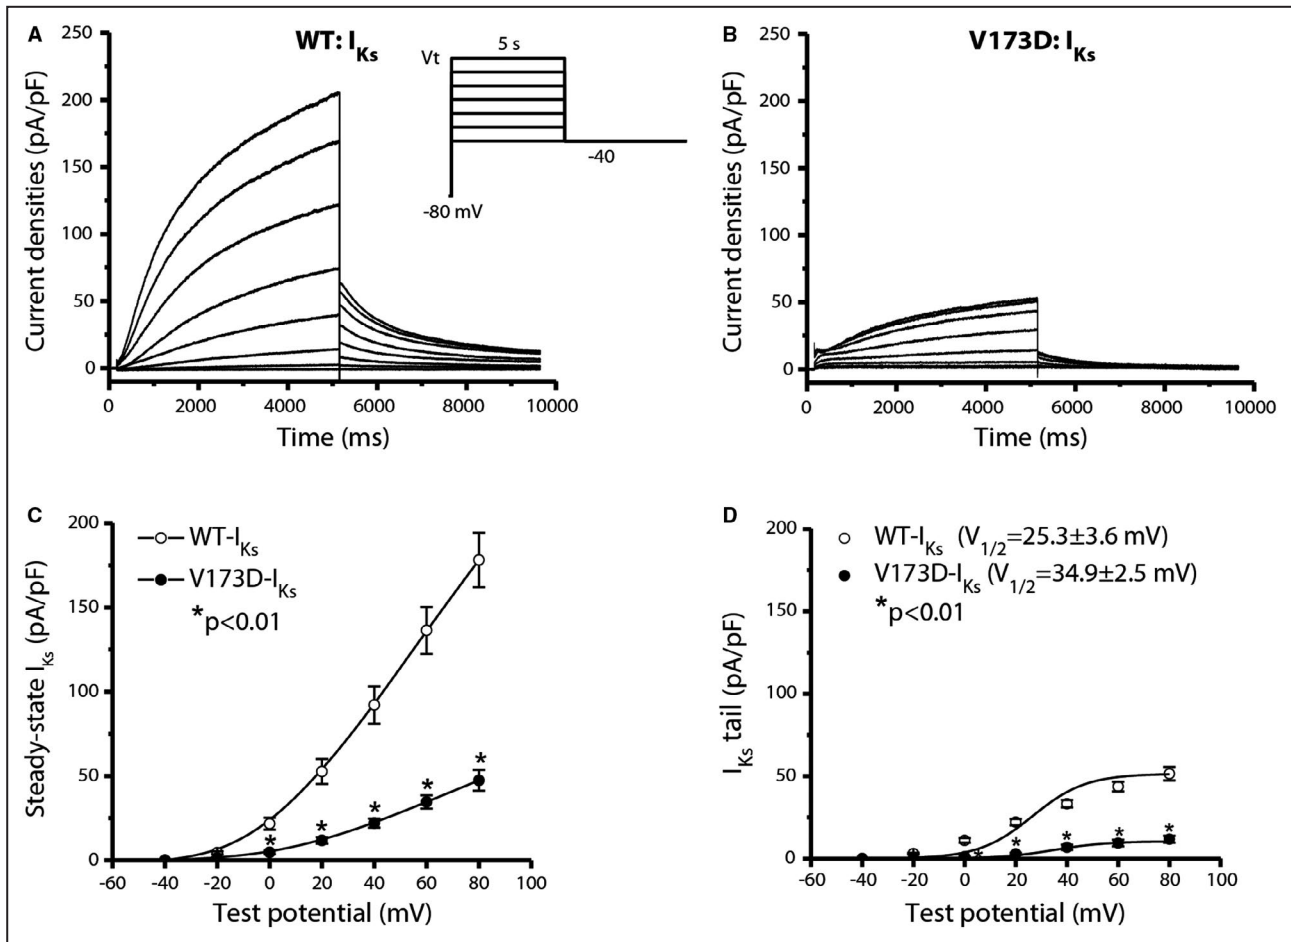 A
WT: IKs
250
200
150
100
50
0
Current densities (pA/pF)
0 2000 4000 6000 8000 10000
Time (ms)
Vt
5 s
-40
-80 mV
B
V173D: IKs
250
200
150
100
50
0
Current densities (pA/pF)
0 2000 4000 6000 8000 10000
Time (ms)
C
WT-IKs
V173D-IKs
*p<0.01
200
150
100
50
0
Steady-state IKs (pA/pF)
* * * * *
-60 -40 -20 0 20 40 60 80 100
Test potential (mV)
D
WT-IKs (V1/2=25.3±3.6 mV)
V173D-IKs (V1/2=34.9±2.5 mV)
*p<0.01
200
150
100
50
0
IKs tail (pA/pF)
* * * * *
-60 -40 -20 0 20 40 60 80 100
Test potential (mV)